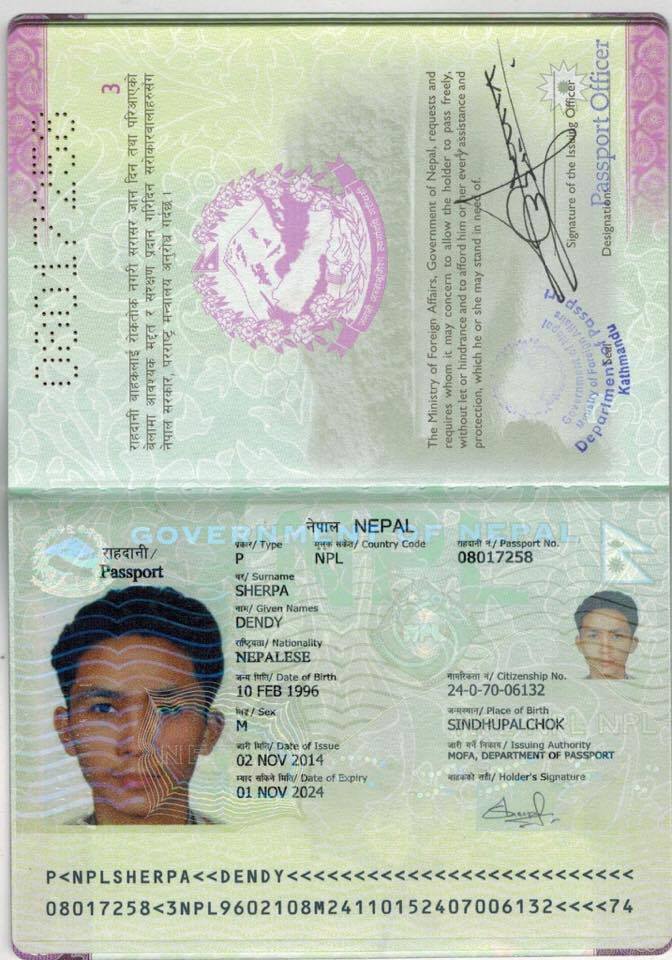 08017258
3
राहदानी बाहकलाई रोकतोक नगरी सरासर जान दिन तथा परिआएको
बेलामा आवश्यक मद्दत र संरक्षण प्रदान गरिदिन सरोकारवालाहरुसँग
नेपाल सरकार, परराष्ट्र मन्त्रालय अनुरोध गर्दछ ।
The Ministry of Foreign Affairs, Government of Nepal, requests and
requires whom it may concern to allow the holder to pass freely,
without let or hindrance and to afford him or her every assistance and
protection, which he or she may stand in need of.
Signature of the Issuing Officer
Passport Officer
Designation
Seal
Government of Nepal
Ministry of Foreign Affairs
Department of Passport
Kathmandu
नेपाल NEPAL
GOVERNMENT OF NEPAL
राहदानी/
Passport
प्रकार/ Type
P
मुलुक संकेत/ Country Code
NPL
राहदानी नं/ Passport No.
08017258
थर/ Surname
SHERPA
नाम/ Given Names
DENDY
राष्ट्रियता/ Nationality
NEPALESE
जन्म मिति/ Date of Birth
10 FEB 1996
नागरिकता नं/ Citizenship No.
24-0-70-06132
लिङ्ग/ Sex
M
जन्मस्थान/ Place of Birth
SINDHUPALCHOK
जारी मिति/ Date of Issue
02 NOV 2014
जारी गर्ने निकाय/ Issuing Authority
MOFA, DEPARTMENT OF PASSPORT
म्याद सकिने मिति/ Date of Expiry
01 NOV 2024
बाहकको सही/ Holder's Signature
P<NPLSHERPA<<DENDY<<<<<<<<<<<<<<<<<<<<<<<<<<
08017258<3NPL9602108M24110152407006132<<<<74